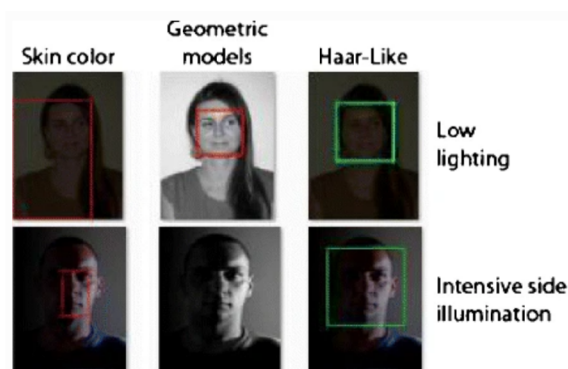 Skin color
Geometric
models
Haar-Like
Low
lighting
Intensive side
illumination